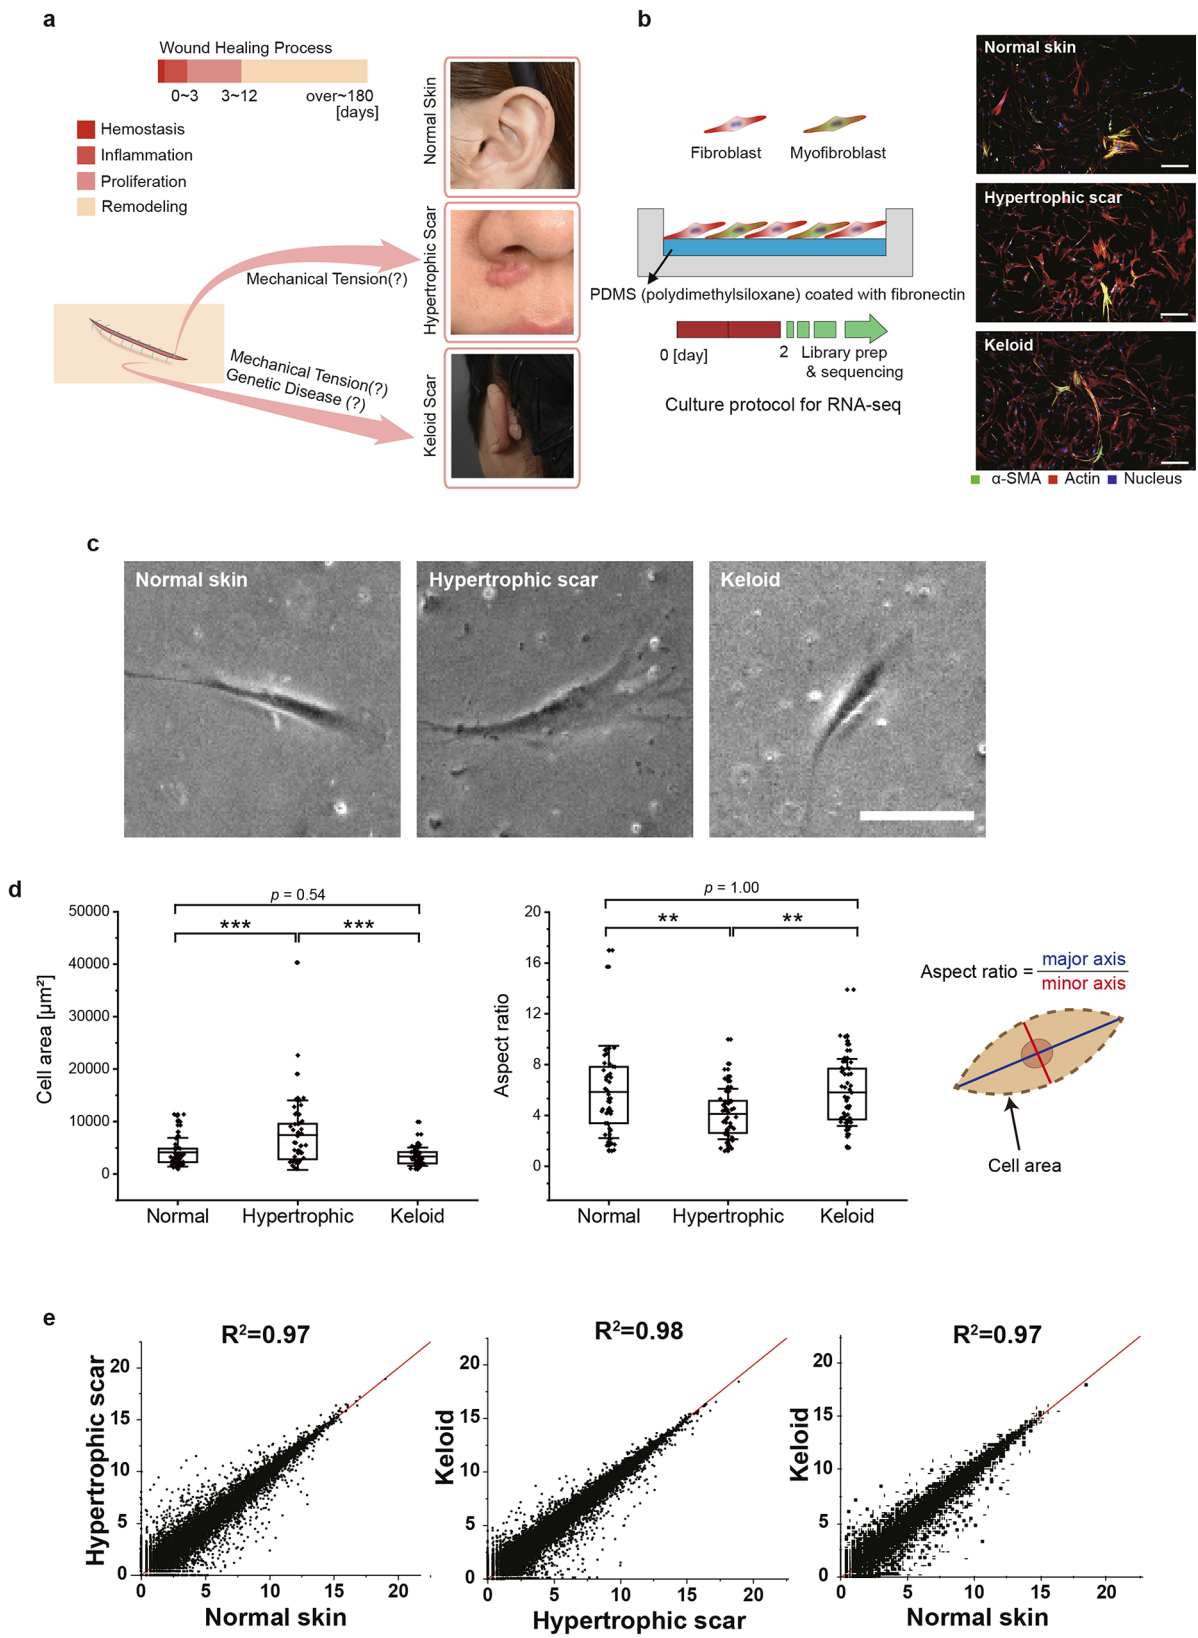 a
Wound Healing Process
0~3
3~12
over~180
[days]
Hemostasis
Inflammation
Proliferation
Remodeling
Mechanical Tension(?)
Mechanical Tension(?)
Genetic Disease (?)
Normal Skin
Hypertrophic Scar
Keloid Scar
b
Fibroblast
Myofibroblast
PDMS (polydimethylsiloxane) coated with fibronectin
0 [day]
2
Library prep
& sequencing
Culture protocol for RNA-seq
Normal skin
Hypertrophic scar
Keloid
α-SMA
Actin
Nucleus
c
Normal skin
Hypertrophic scar
Keloid
d
p = 0.54
***
***
50000
40000
30000
20000
10000
0
Cell area [μm²]
Normal
Hypertrophic
Keloid
p = 1.00
**
**
20
16
12
8
4
0
Aspect ratio
Normal
Hypertrophic
Keloid
Aspect ratio =
major axis
minor axis
Cell area
e
R²=0.97
Hypertrophic scar
20
15
10
5
0
0
5
10
15
20
Normal skin
R²=0.98
Keloid
20
15
10
5
0
0
5
10
15
20
Hypertrophic scar
R²=0.97
Keloid
20
15
10
5
0
0
5
10
15
20
Normal skin